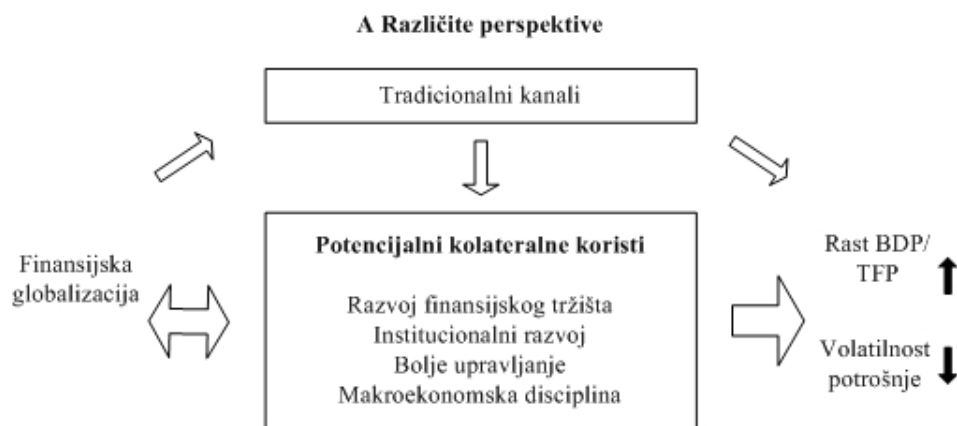 A Različite perspektive
Tradicionalni kanali
Finansijska
globalizacija
Potencijalni kolateralne koristi
Razvoj finansijskog tržišta
Institucionalni razvoj
Bolje upravljanje
Makroekonomska disciplina
Rast BDP/
TFP
Volatilnost
potrošnje